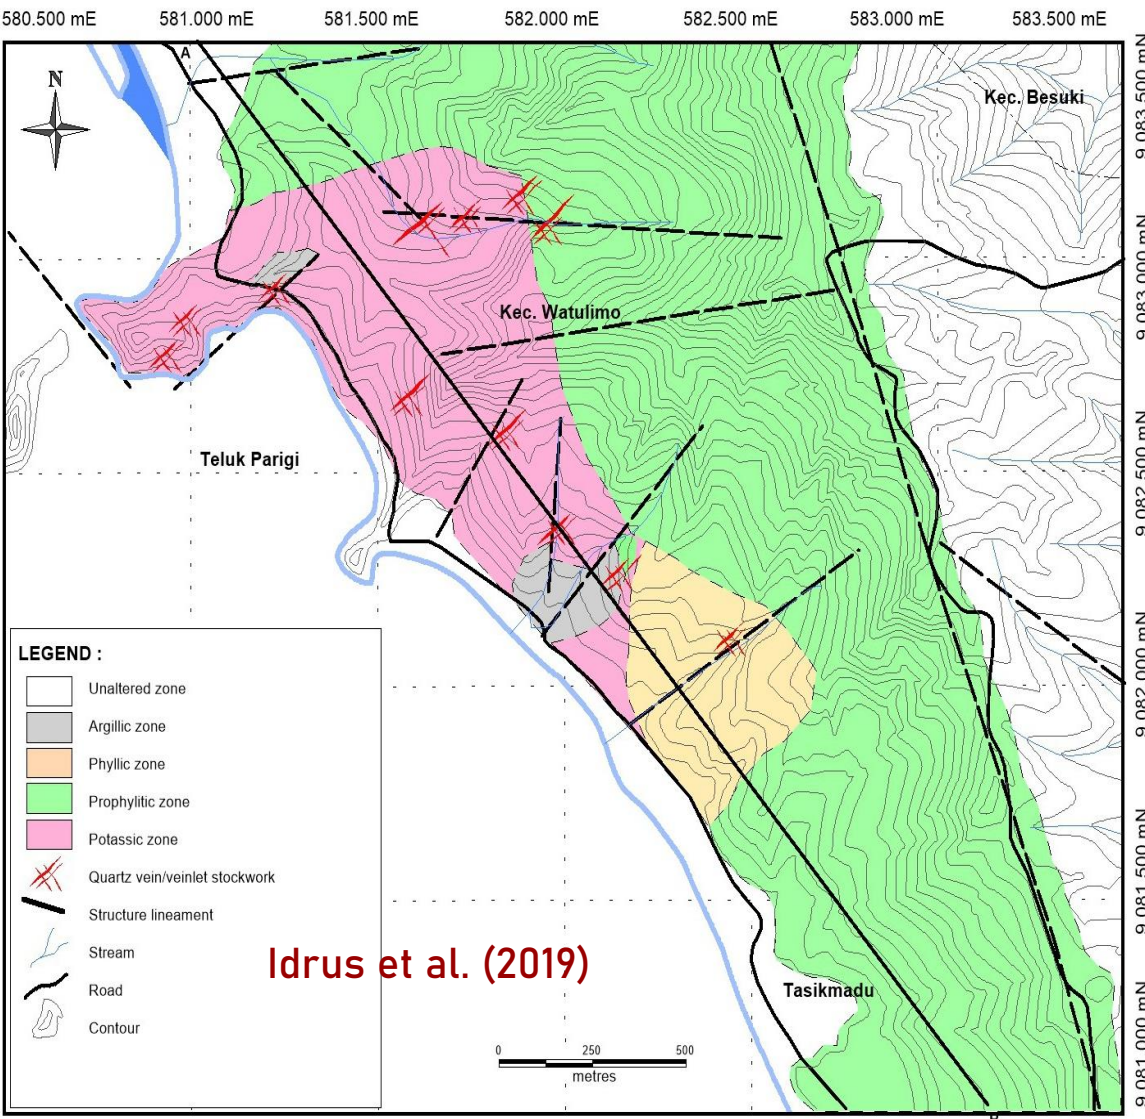 580.500 mE 581.000 mE 581.500 mE 582.000 mE 582.500 mE 583.000 mE 583.500 mE
A
N
Kec. Besuki
9.083.500 mN
9.083.000 mN
Kec. Watulimo
Teluk Parigi
9.082.500 mN
9.082.000 mN
LEGEND :
Unaltered zone
Argillic zone
Phyllic zone
Prophylitic zone
Potassic zone
Quartz vein/veinlet stockwork
Structure lineament
Stream
Road
Contour
9.081.500 mN
Idrus et al. (2019)
Tasikmadu
0 250 500
metres
9.081.000 mN